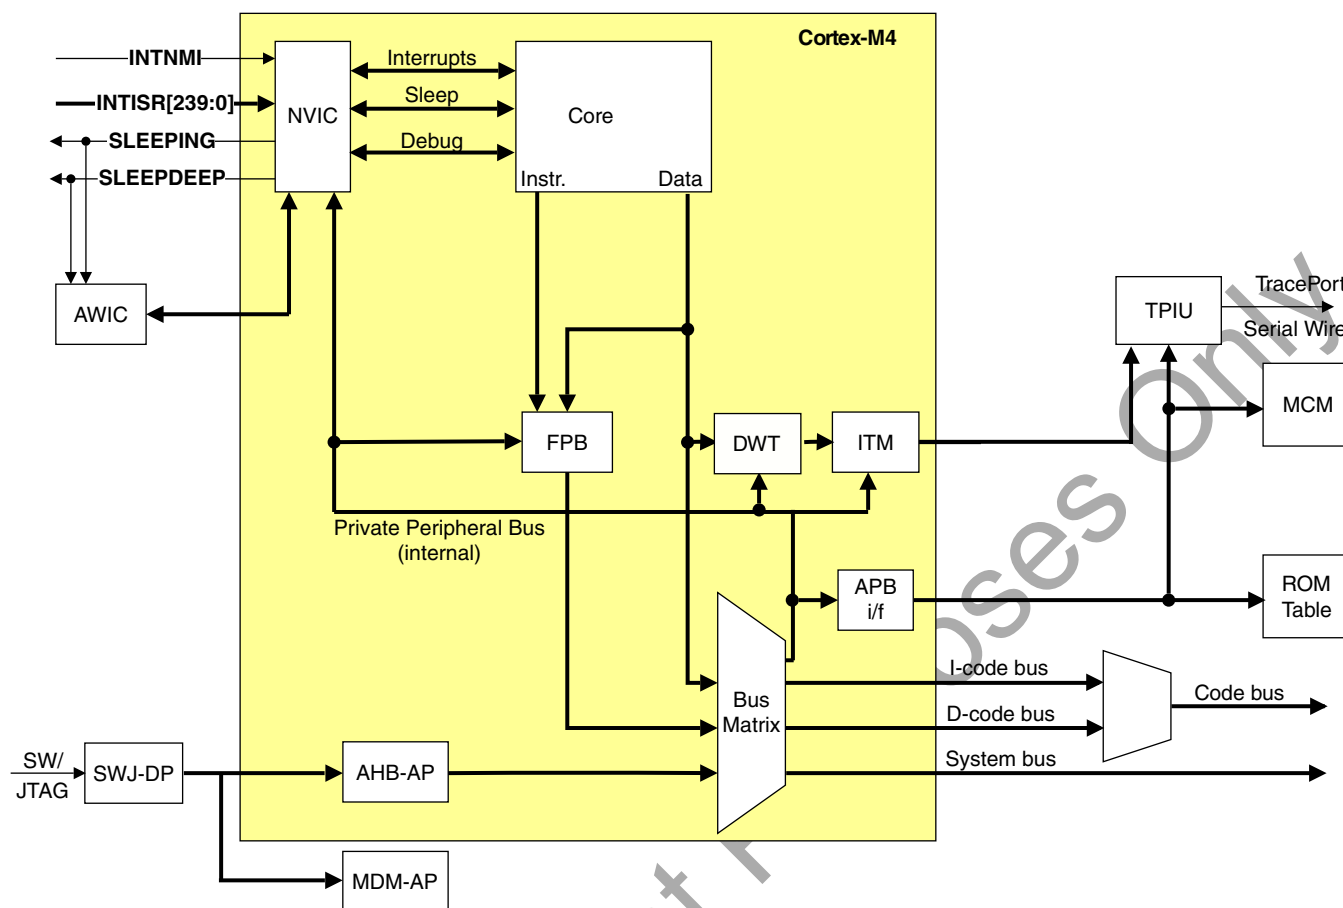 Cortex-M4
INTNMI
Interrupts
INTISR[239:0]
NVIC
Sleep
Core
SLEEPING
Debug
SLEEPDEEP
Instr.
Data
AWIC
TPIU
TracePort
Serial Wire
MCM
FPB
DWT
ITM
Private Peripheral Bus
(internal)
APB
i/f
ROM
Table
I-code bus
Bus
Matrix
Code bus
D-code bus
SW/
JTAG
SWJ-DP
AHB-AP
System bus
MDM-AP
Only